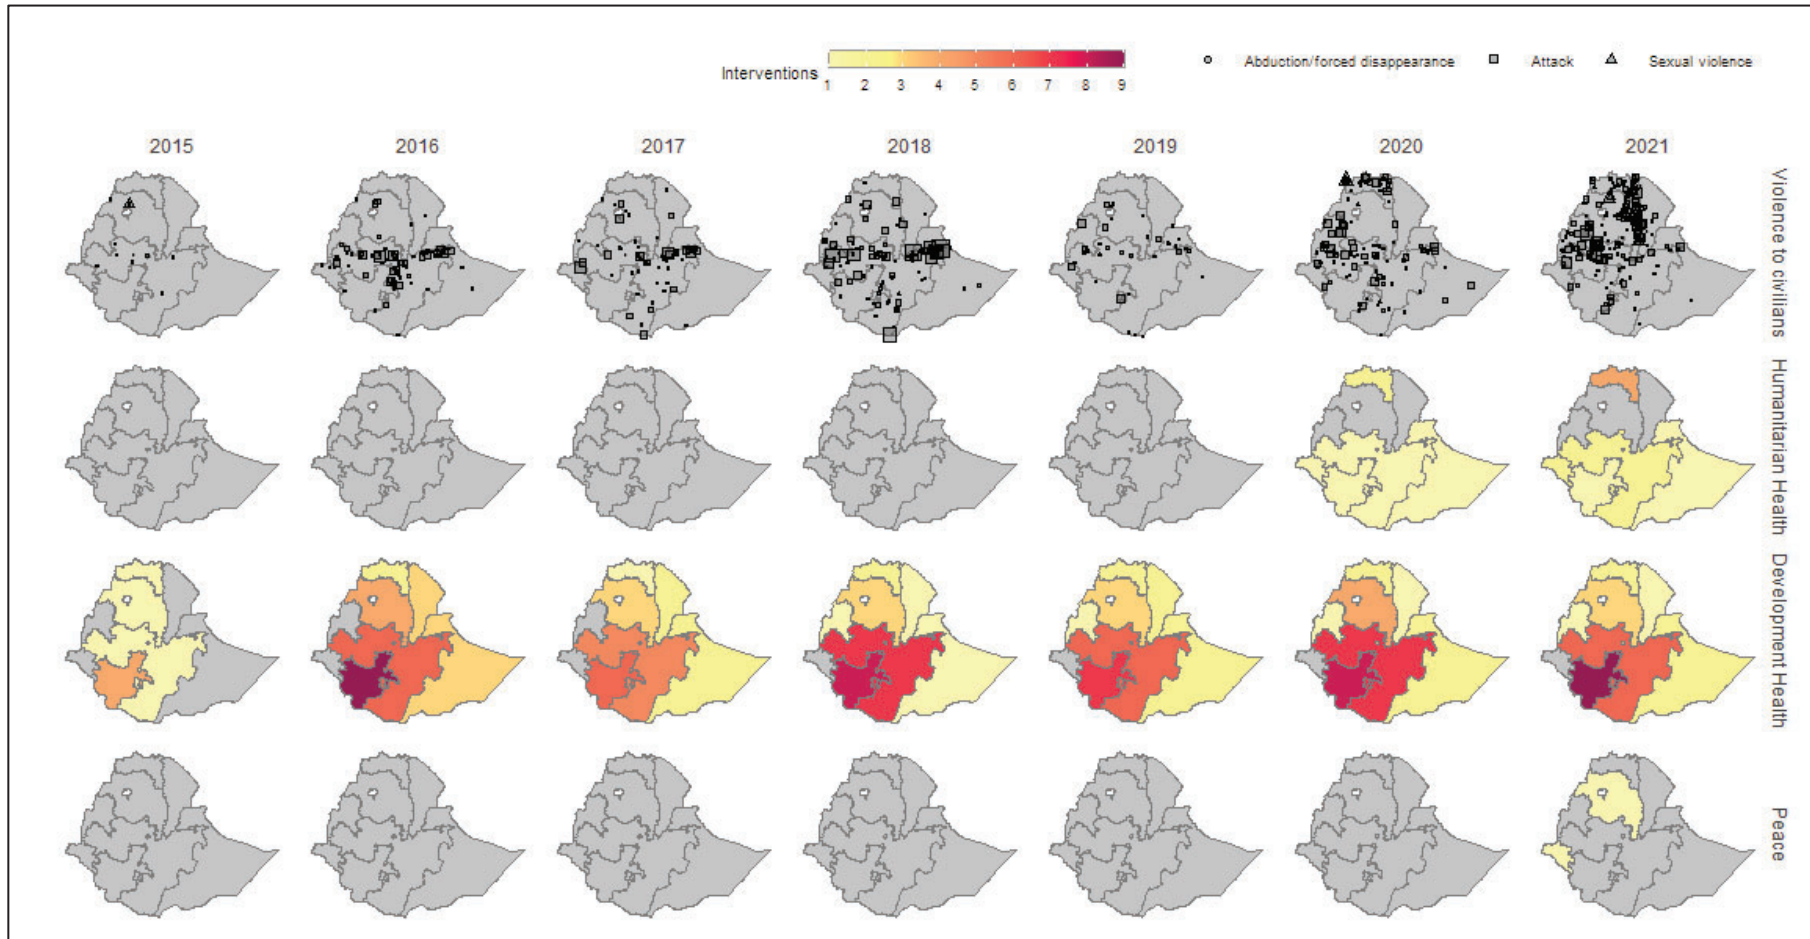 Interventions
1 2 3 4 5 6 7 8 9
Abduction/forced disappearance Attack Sexual violence
2015 2016 2017 2018 2019 2020 2021
Violence to civilians
Humanitarian Health
Development Health
Peace